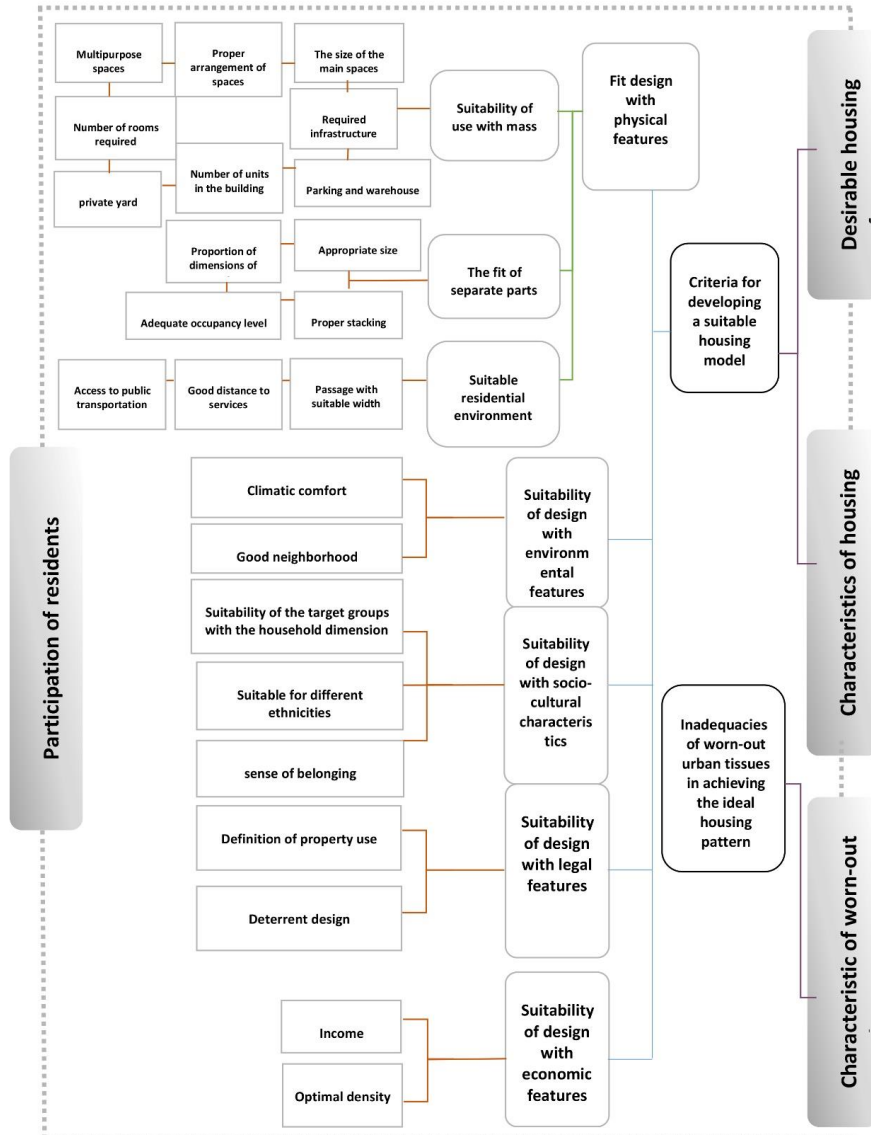 Multipurpose
spaces
Proper
arrangement of
spaces
The size of the
main spaces
Number of rooms
required
Required
infrastructure
private yard
Number of units
in the building
Parking and warehouse
Suitability of
use with mass
Fit design
with
physical
features
Proportion of
dimensions of
Appropriate size
Adequate occupancy level
Proper stacking
The fit of
separate parts
Access to public
transportation
Good distance to
services
Passage with
suitable width
Suitable
residential
environment
Criteria for
developing
a suitable
housing
model
Desirable housing
Characteristics of housing
Participation of residents
Climatic comfort
Good neighborhood
Suitability
of design
with
environm
ental
features
Suitability of the target groups
with the household dimension
Suitable for different
ethnicities
sense of belonging
Suitability
of design
with socio-
cultural
characteris
tics
Inadequacies
of worn-out
urban tissues
in achieving
the ideal
housing
pattern
Definition of property use
Deterrent design
Suitability
of design
with legal
features
Characteristic of worn-out
Income
Optimal density
Suitability
of design
with
economic
features